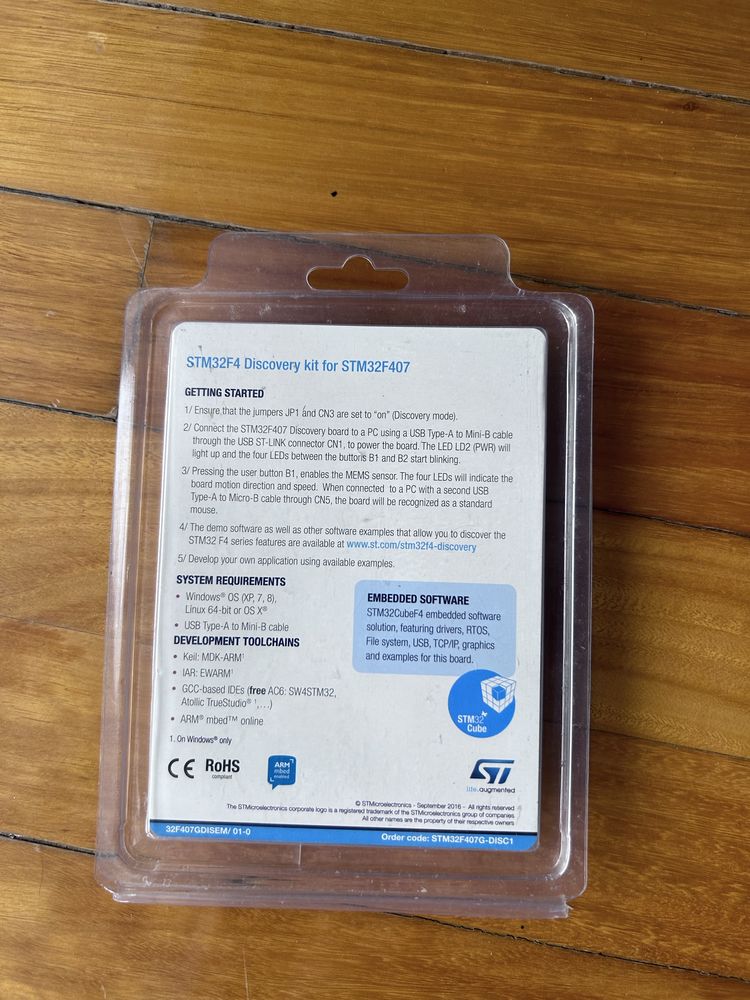 STM32F4 Discovery kit for STM32F407
GETTING STARTED
1/ Ensure that the jumpers JP1 and CN3 are set to "on" (Discovery mode).
2/ Connect the STM32F407 Discovery board to a PC using a USB Type-A to Mini-B cable
through the USB ST-LINK connector CN1, to power the board. The LED LD2 (PWR) will
light up and the four LEDs between the buttons B1 and B2 start blinking.
3/ Pressing the user button B1, enables the MEMS sensor. The four LEDs will indicate the
board motion direction and speed. When connected to a PC with a second USB
Type-A to Micro-B cable through CN5, the board will be recognized as a standard
mouse.
4/ The demo software as well as other software examples that allow you to discover the
STM32 F4 series features are available at www.st.com/stm32f4-discovery
5/ Develop your own application using available examples.
SYSTEM REQUIREMENTS
• Windows® OS (XP, 7, 8),
Linux 64-bit or OS X®
• USB Type-A to Mini-B cable
DEVELOPMENT TOOLCHAINS
• Keil: MDK-ARM¹
• IAR: EWARM¹
• GCC-based IDEs (free AC6: SW4STM32,
Atollic TrueStudio® ¹,...)
• ARM® mbed™ online
1. On Windows® only
EMBEDDED SOFTWARE
STM32CubeF4 embedded software
solution, featuring drivers, RTOS,
File system, USB, TCP/IP, graphics
and examples for this board.
STM32
Cube
CE
RoHS
compliant
ARM
mbed
enabled
ST
life.augmented
© STMicroelectronics - September 2016 - All rights reserved
The STMicroelectronics corporate logo is a registered trademark of the STMicroelectronics group of companies
All other names are the property of their respective owners
32F407GDISEM/ 01-0
Order code: STM32F407G-DISC1